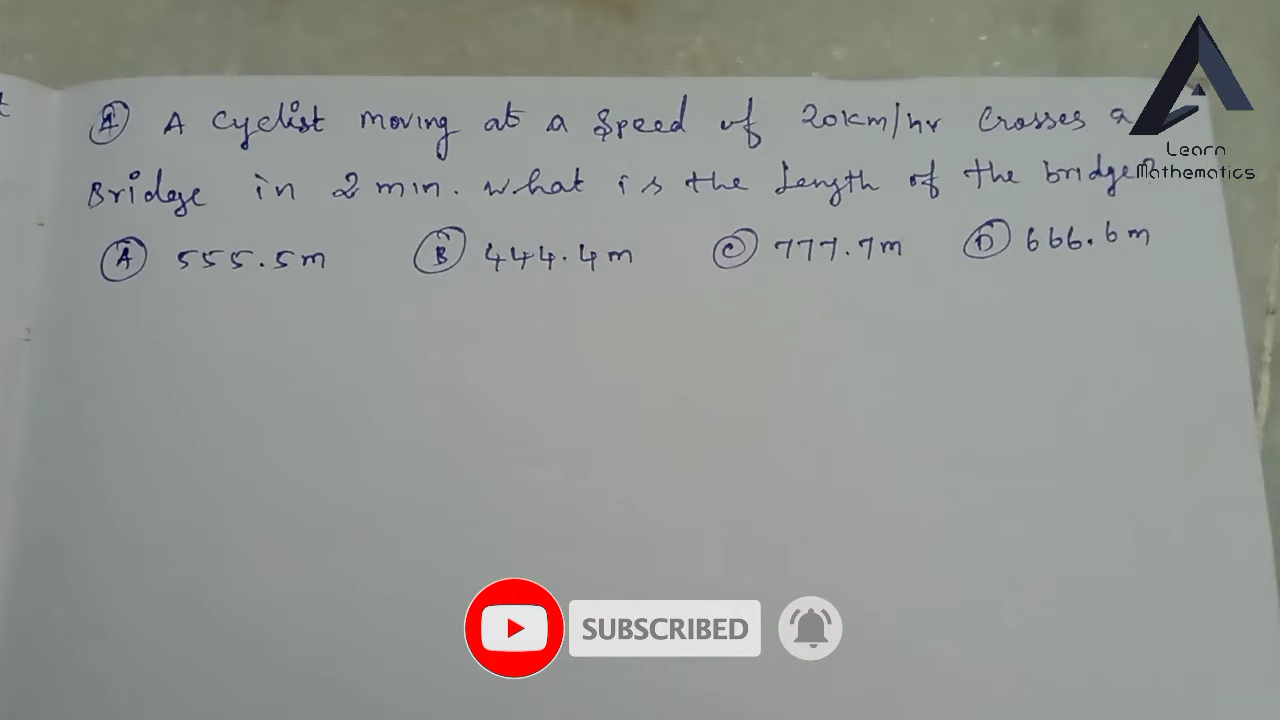 t
① A cyclist moving at a speed of 20km/hr crosses a
Bridge in 2 min. what is the length of the bridge?
Ⓐ 555.5m Ⓑ 444.4m Ⓒ 777.7m Ⓓ 666.6m
Learn
Mathematics
SUBSCRIBED